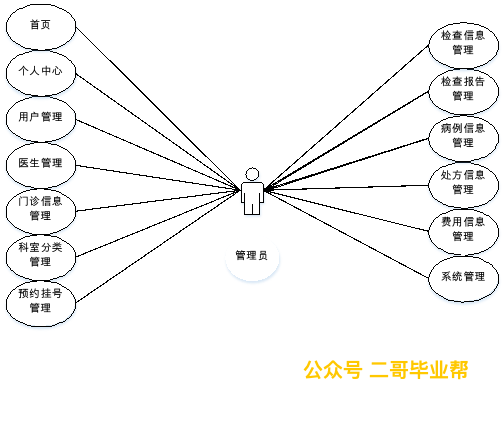 首页
个人中心
用户管理
医生管理
门诊信息
管理
科室分类
管理
预约挂号
管理
管理员
检查信息
管理
检查报告
管理
病例信息
管理
处方信息
管理
费用信息
管理
系统管理
公众号 二哥毕业帮